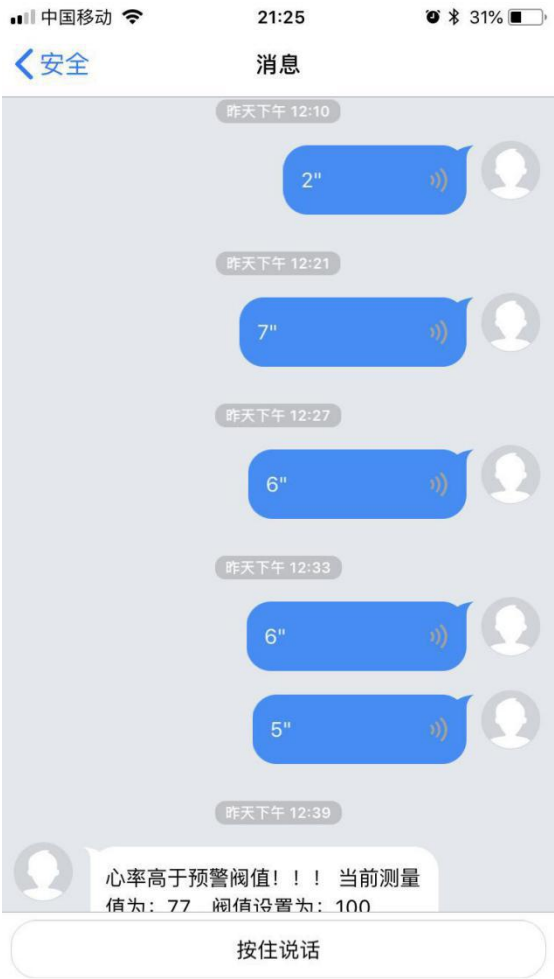 中国移动 21:25 31%
安全 消息
昨天下午 12:10
2"
昨天下午 12:21
7"
昨天下午 12:27
6"
昨天下午 12:33
6"
5"
昨天下午 12:39
心率高于预警阀值！！！ 当前测量
值为：77 阀值设置为：100
按住说话